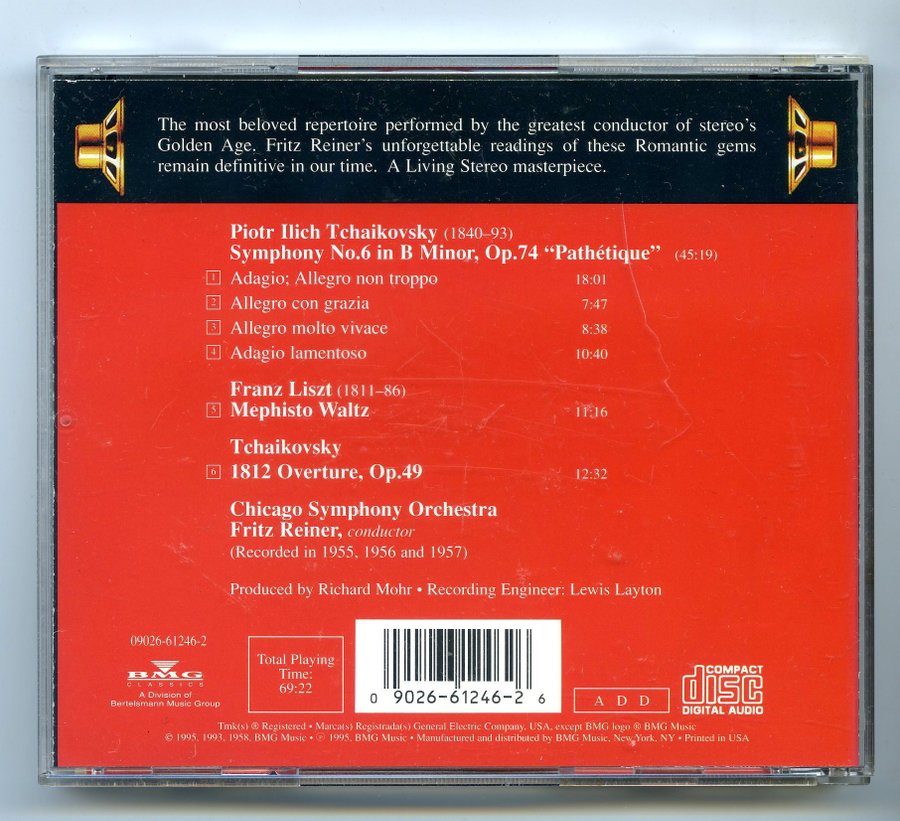 The most beloved repertoire performed by the greatest conductor of stereo's
Golden Age. Fritz Reiner's unforgettable readings of these Romantic gems
remain definitive in our time. A Living Stereo masterpiece.
Piotr Ilich Tchaikovsky (1840–93)
Symphony No.6 in B Minor, Op.74 “Pathétique” (45:19)
1 Adagio; Allegro non troppo 18:01
2 Allegro con grazia 7:47
3 Allegro molto vivace 8:38
4 Adagio lamentoso 10:40
Franz Liszt (1811–86)
5 Mephisto Waltz 11:16
Tchaikovsky
6 1812 Overture, Op.49 12:32
Chicago Symphony Orchestra
Fritz Reiner, conductor
(Recorded in 1955, 1956 and 1957)
Produced by Richard Mohr • Recording Engineer: Lewis Layton
09026-61246-2
BMG
CLASSICS
A Division of
Bertelsmann Music Group
Total Playing
Time:
69:22
0 9026-61246-2 6
A D D
COMPACT
disc
DIGITAL AUDIO
Tmk(s) ® Registered • Marca(s) Registrada(s) General Electric Company, USA, except BMG logo ® BMG Music
© 1995, 1993, 1958, BMG Music • ℗ 1995, BMG Music • Manufactured and distributed by BMG Music, New York, NY • Printed in USA